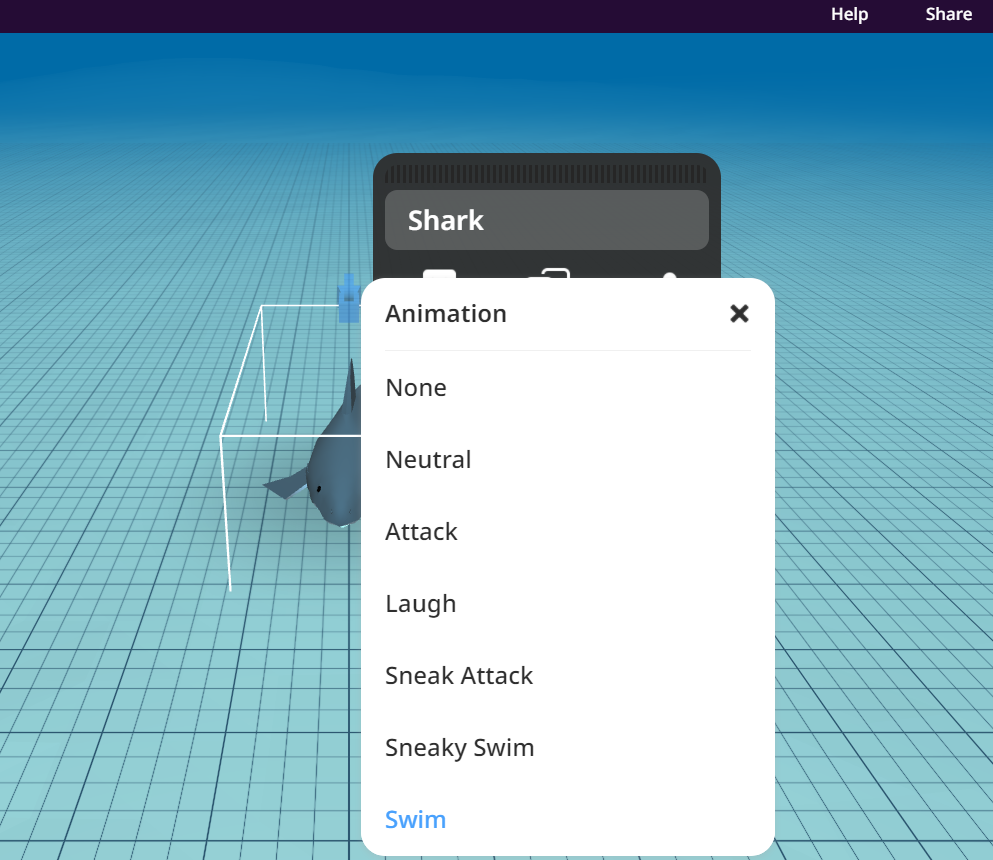 Help Share
Shark
Animation
None
Neutral
Attack
Laugh
Sneak Attack
Sneaky Swim
Swim